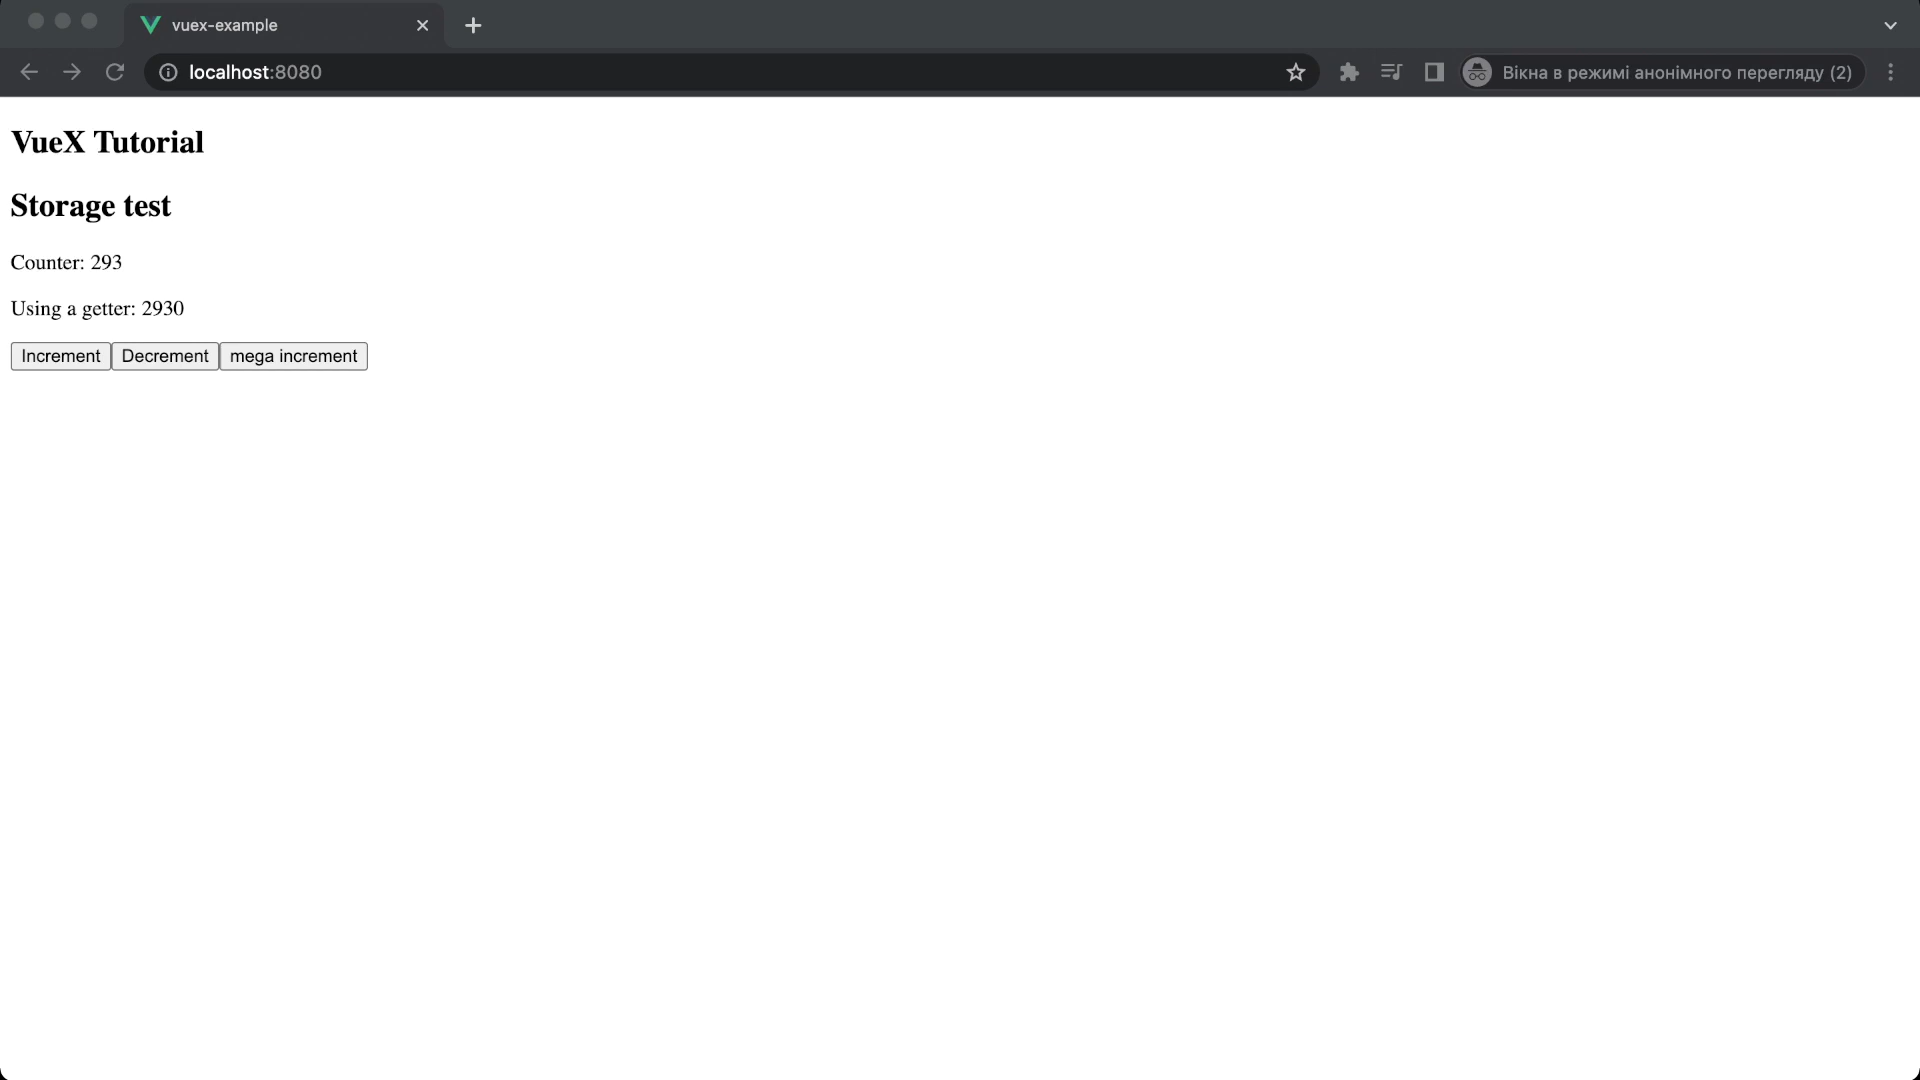 vuex-example
localhost:8080
Вікна в режимі анонімного перегляду (2)
VueX Tutorial
Storage test
Counter: 293
Using a getter: 2930
Increment Decrement mega increment